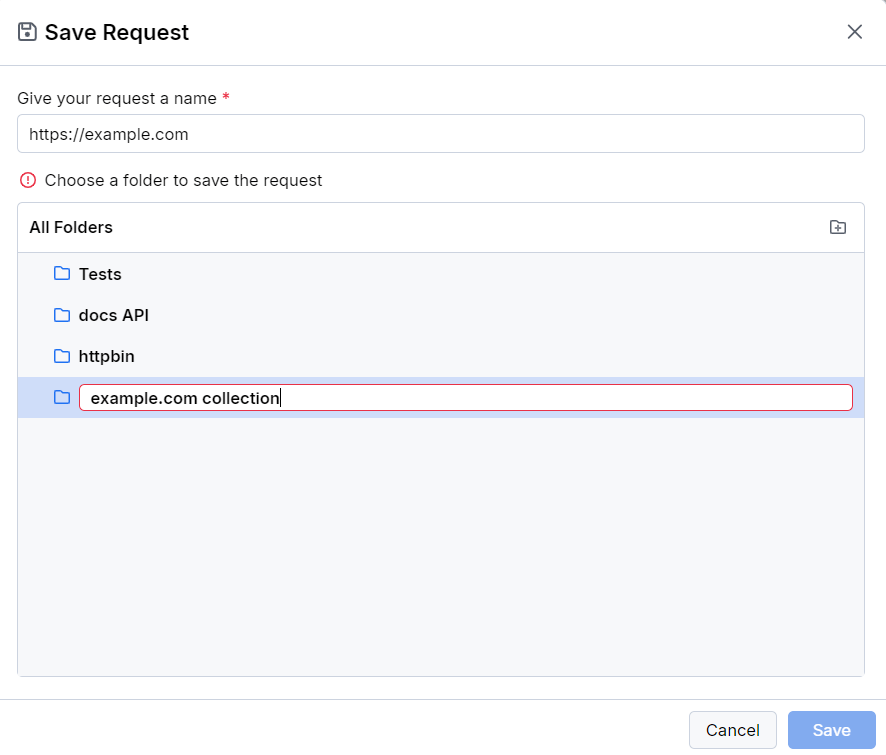 Save Request
Give your request a name *
https://example.com
Choose a folder to save the request
All Folders
Tests
docs API
httpbin
example.com collection
Cancel
Save